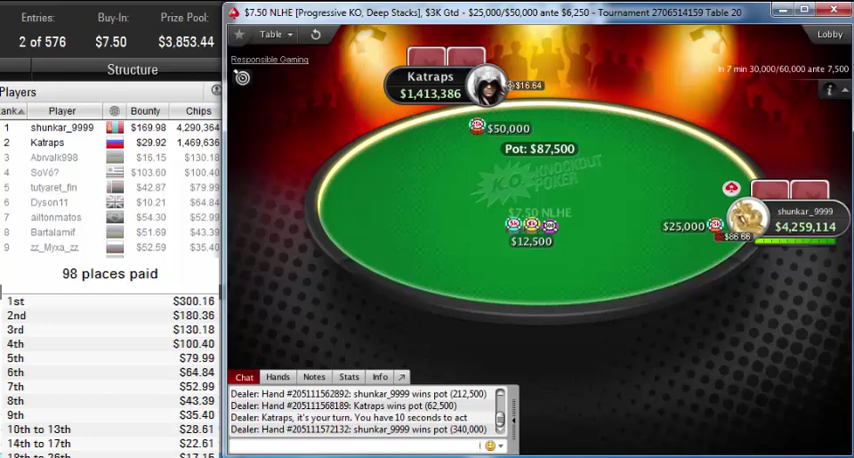 Entries:
Buy-In:
Prize Pool:
2 of 576
$7.50
$3,853.44
Structure
Players
Rank
Player
Bounty
Chips
1 shunkar_9999 $169.98 4,290,364
2 Katraps $29.92 1,469,636
3 Abrvalk998 $16.15 $130.18
4 SoVó? $103.60 $100.40
5 tutyaret_fin $42.87 $79.99
6 Dyson11 $10.21 $64.84
7 ailtonmatos $54.30 $52.99
8 Bartalamif $51.69 $43.39
9 zz_Myxa_zz $52.59 $35.40
98 places paid
1st $300.16
2nd $180.36
3rd $130.18
4th $100.40
5th $79.99
6th $64.84
7th $52.99
8th $43.39
9th $35.40
10th to 13th $28.61
14th to 17th $22.61
18th to 26th $17.15
$7.50 NLHE [Progressive KO, Deep Stacks], $3K Gtd - $25,000/$50,000 ante $6,250 - Tournament 2706514159 Table 20
Table
Lobby
Responsible Gaming
In 7 min 30,000/60,000 ante 7,500
Katraps
$1,413,386
$16.64
$50,000
Pot: $87,500
K.O. KNOCKOUT
POKER
$7.50 NLHE
$12,500
$25,000
$86.66
shunkar_9999
$4,259,114
Chat
Hands
Notes
Stats
Info
Dealer: Hand #205111562892: shunkar_9999 wins pot (212,500)
Dealer: Hand #205111568189: Katraps wins pot (62,500)
Dealer: Katraps, it's your turn. You have 10 seconds to act
Dealer: Hand #205111572132: shunkar_9999 wins pot (340,000)